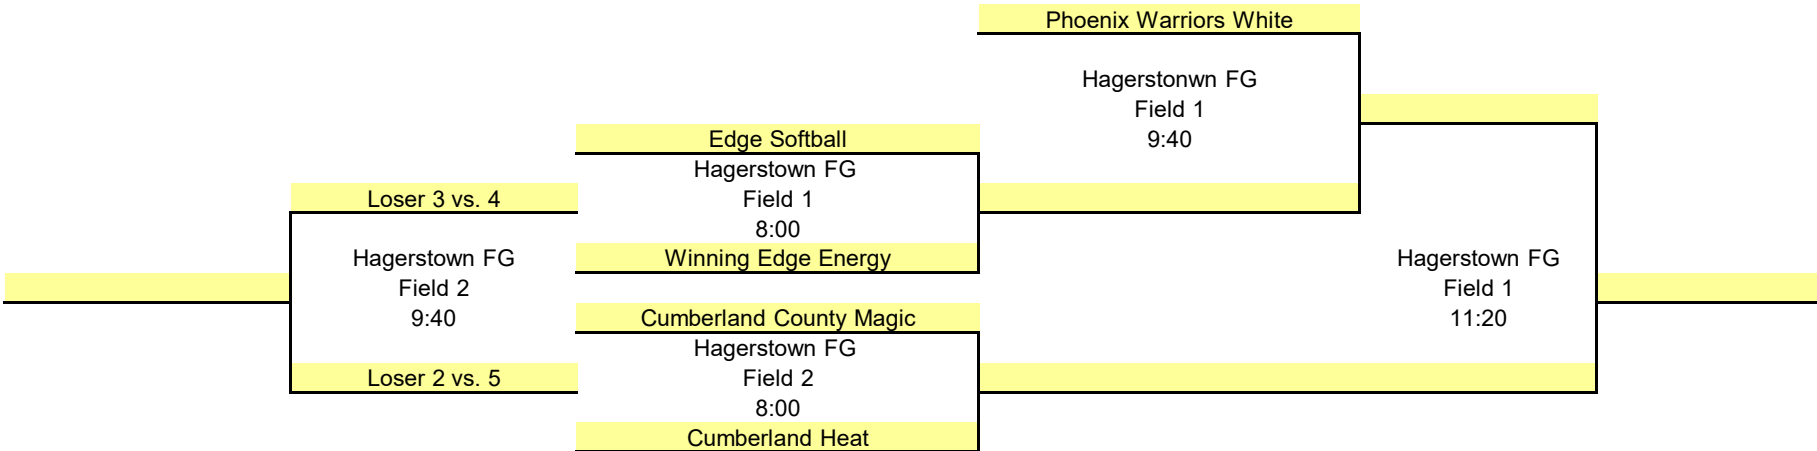 Phoenix Warriors White
Hagerstonwn FG
Field 1
9:40
Edge Softball
Hagerstown FG
Field 1
8:00
Winning Edge Energy
Loser 3 vs. 4
Hagerstown FG
Field 2
9:40
Loser 2 vs. 5
Cumberland County Magic
Hagerstown FG
Field 2
8:00
Cumberland Heat
Hagerstown FG
Field 1
11:20